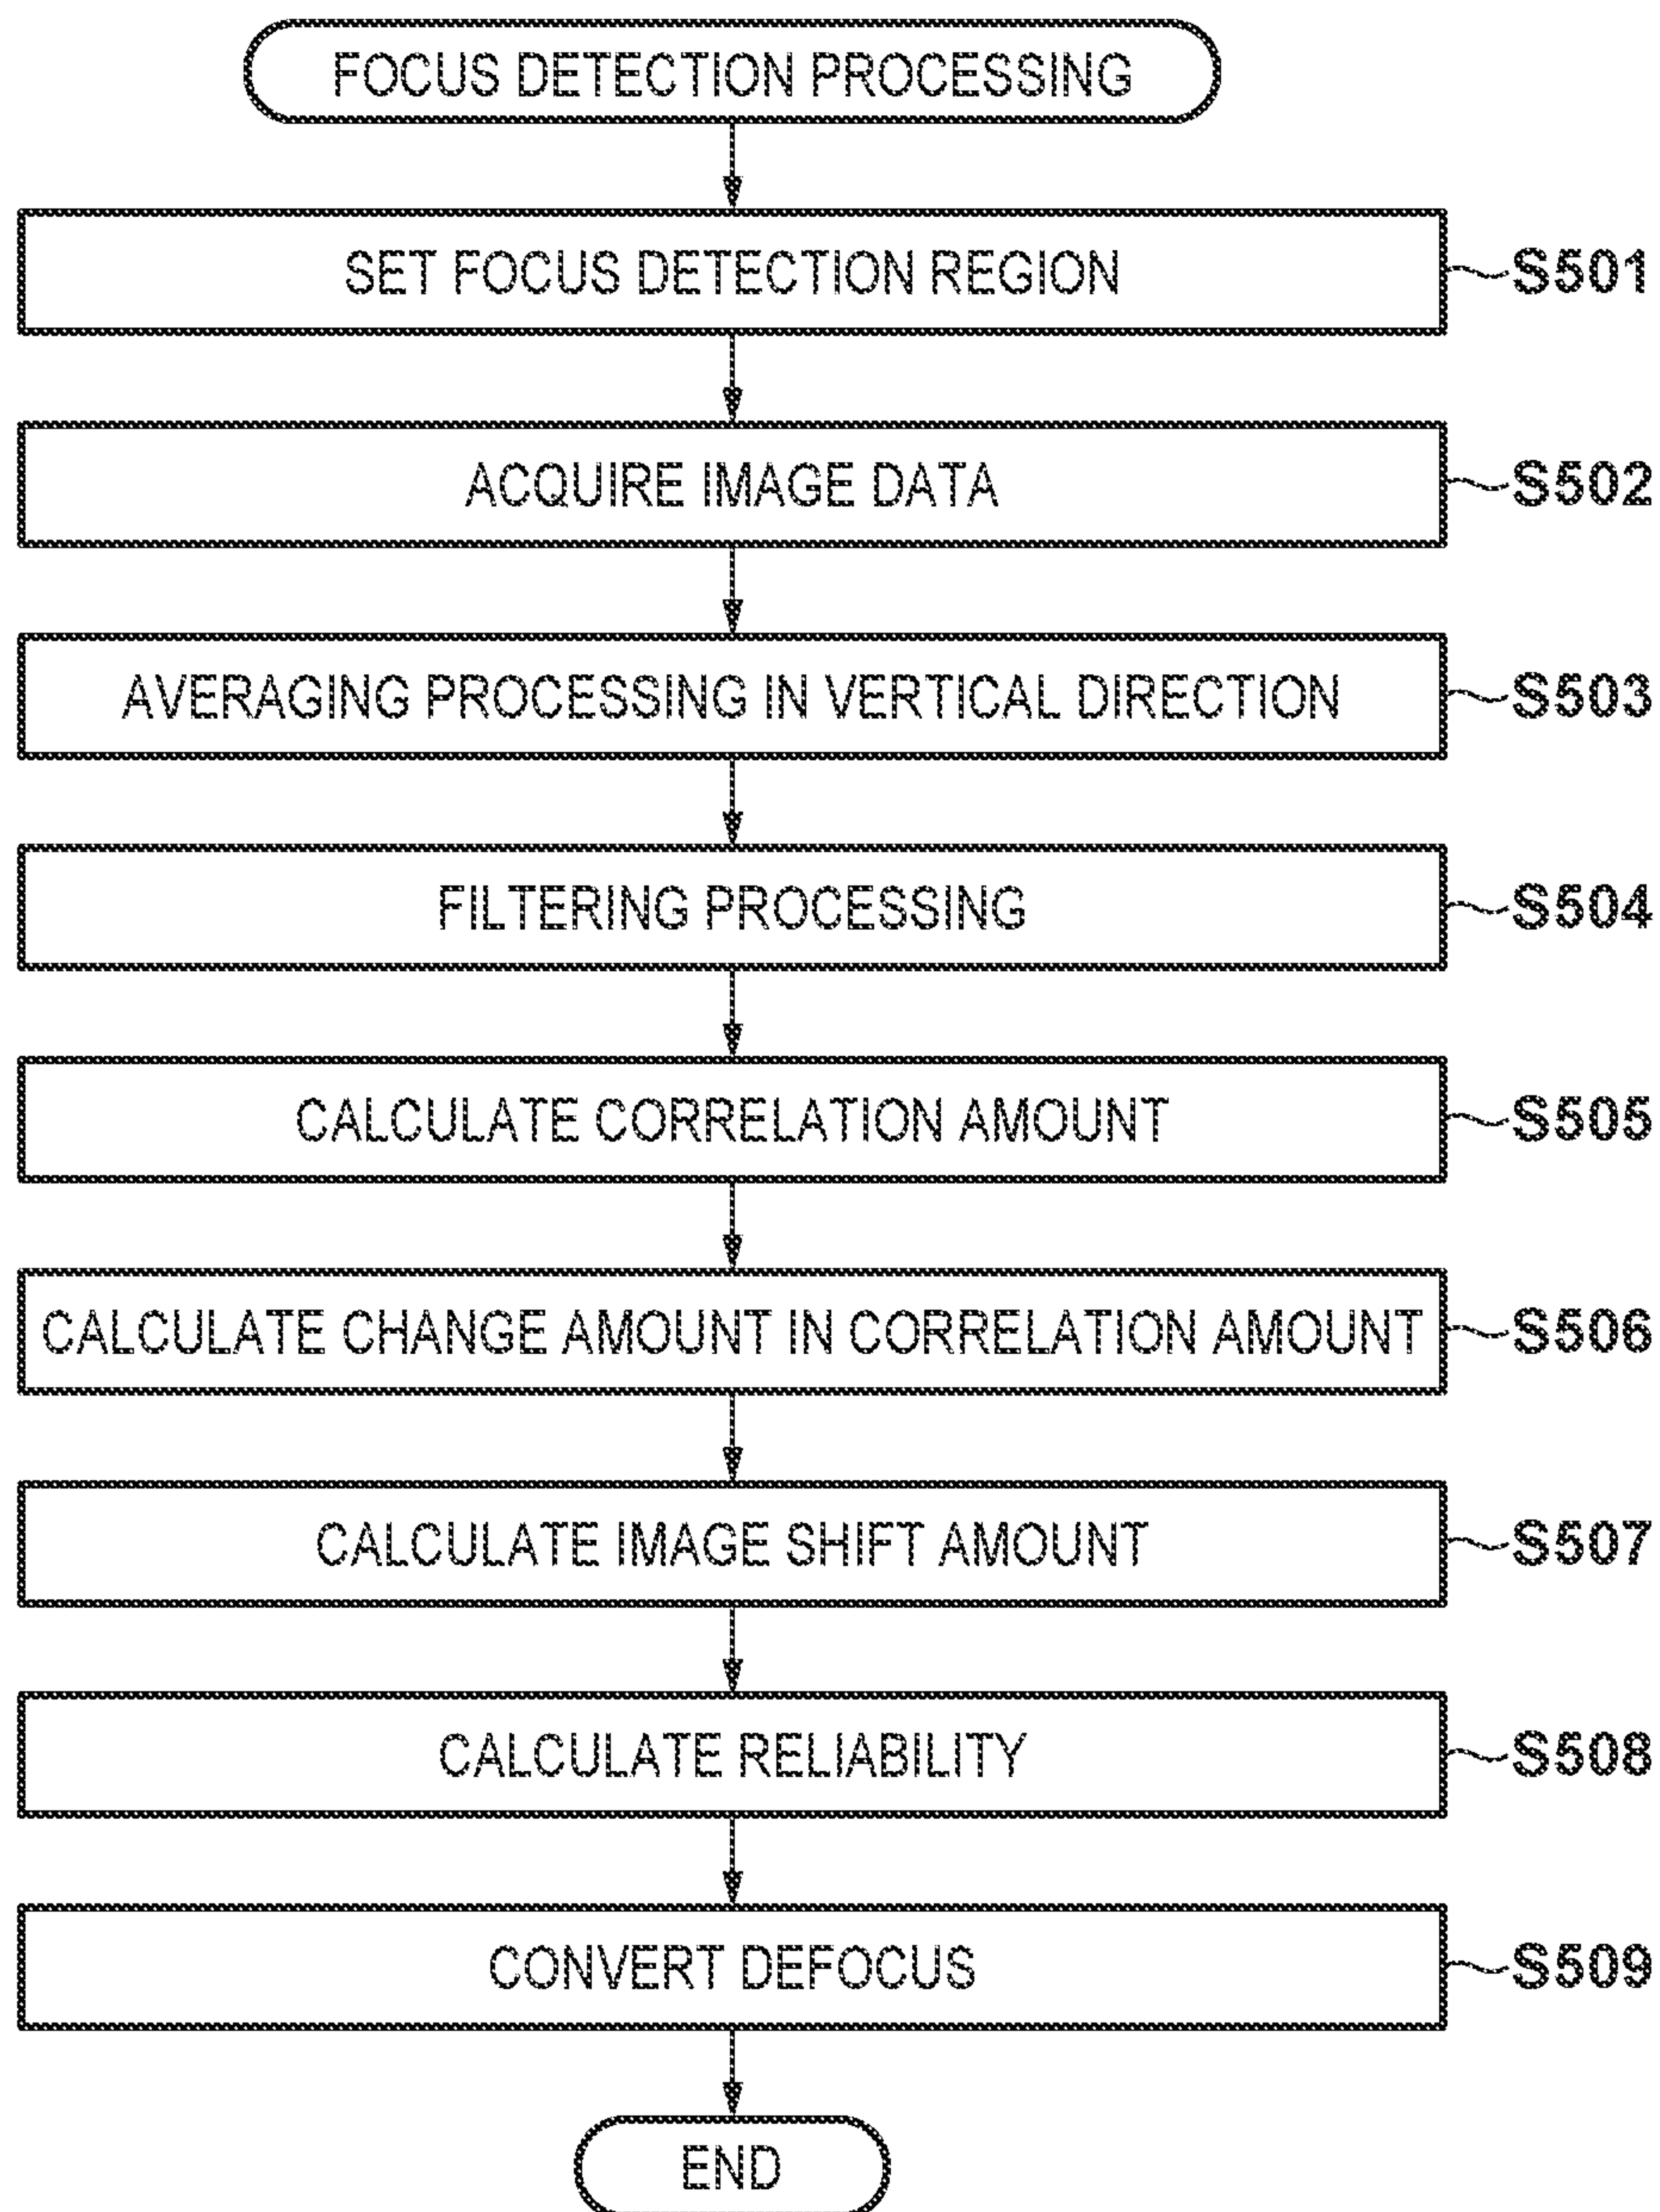 FOCUS DETECTION PROCESSING
SET FOCUS DETECTION REGION S501
ACQUIRE IMAGE DATA S502
AVERAGING PROCESSING IN VERTICAL DIRECTION S503
FILTERING PROCESSING S504
CALCULATE CORRELATION AMOUNT S505
CALCULATE CHANGE AMOUNT IN CORRELATION AMOUNT S506
CALCULATE IMAGE SHIFT AMOUNT S507
CALCULATE RELIABILITY S508
CONVERT DEFOCUS S509
END